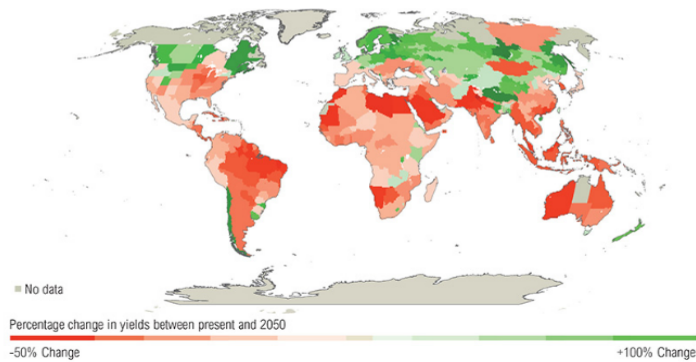 No data
Percentage change in yields between present and 2050
-50% Change
+100% Change